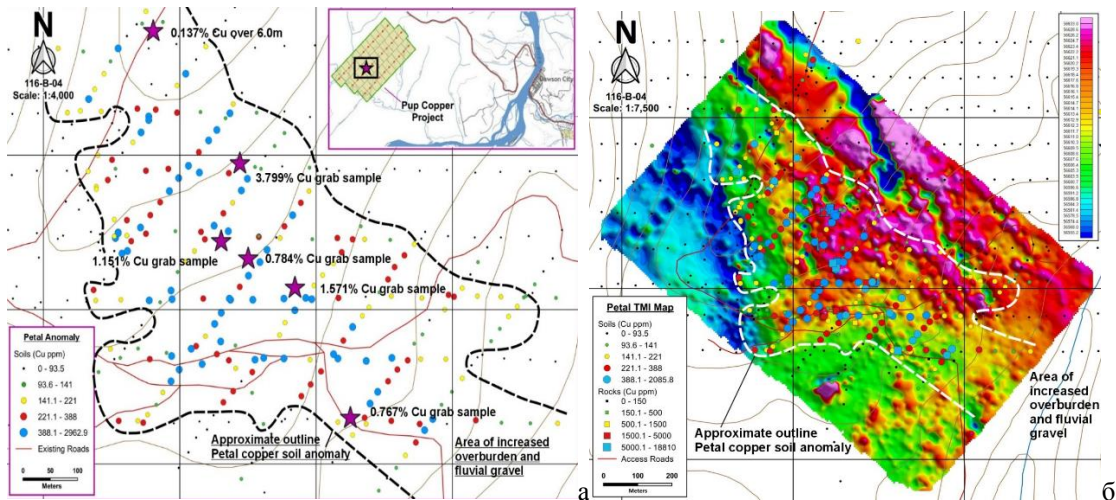 N
116-B-04
Scale: 1:4,000
0.137% Cu over 6.0m
Dawson City
Pup Copper
Project
3.799% Cu grab sample
1.151% Cu grab sample
0.784% Cu grab sample
1.571% Cu grab sample
0.767% Cu grab sample
Petal Anomaly
Soils (Cu ppm)
0 - 93.5
93.6 - 141
141.1 - 221
221.1 - 388
388.1 - 2962.9
Existing Roads
0 50 100
Meters
Approximate outline
Petal copper soil anomaly
Area of increased
overburden and
fluvial gravel
а
N
116-B-04
Scale: 1:7,500
Petal TMI Map
Soils (Cu ppm)
0 - 93.5
93.6 - 141
141.1 - 221
221.1 - 388
388.1 - 2085.8
Rocks (Cu ppm)
0 - 150
150.1 - 500
500.1 - 1500
1500.1 - 5000
5000.1 - 18810
Access Roads
0 100 200
Meters
Approximate outline
Petal copper soil anomaly
Area of
increased
overburden
and fluvial
gravel
б